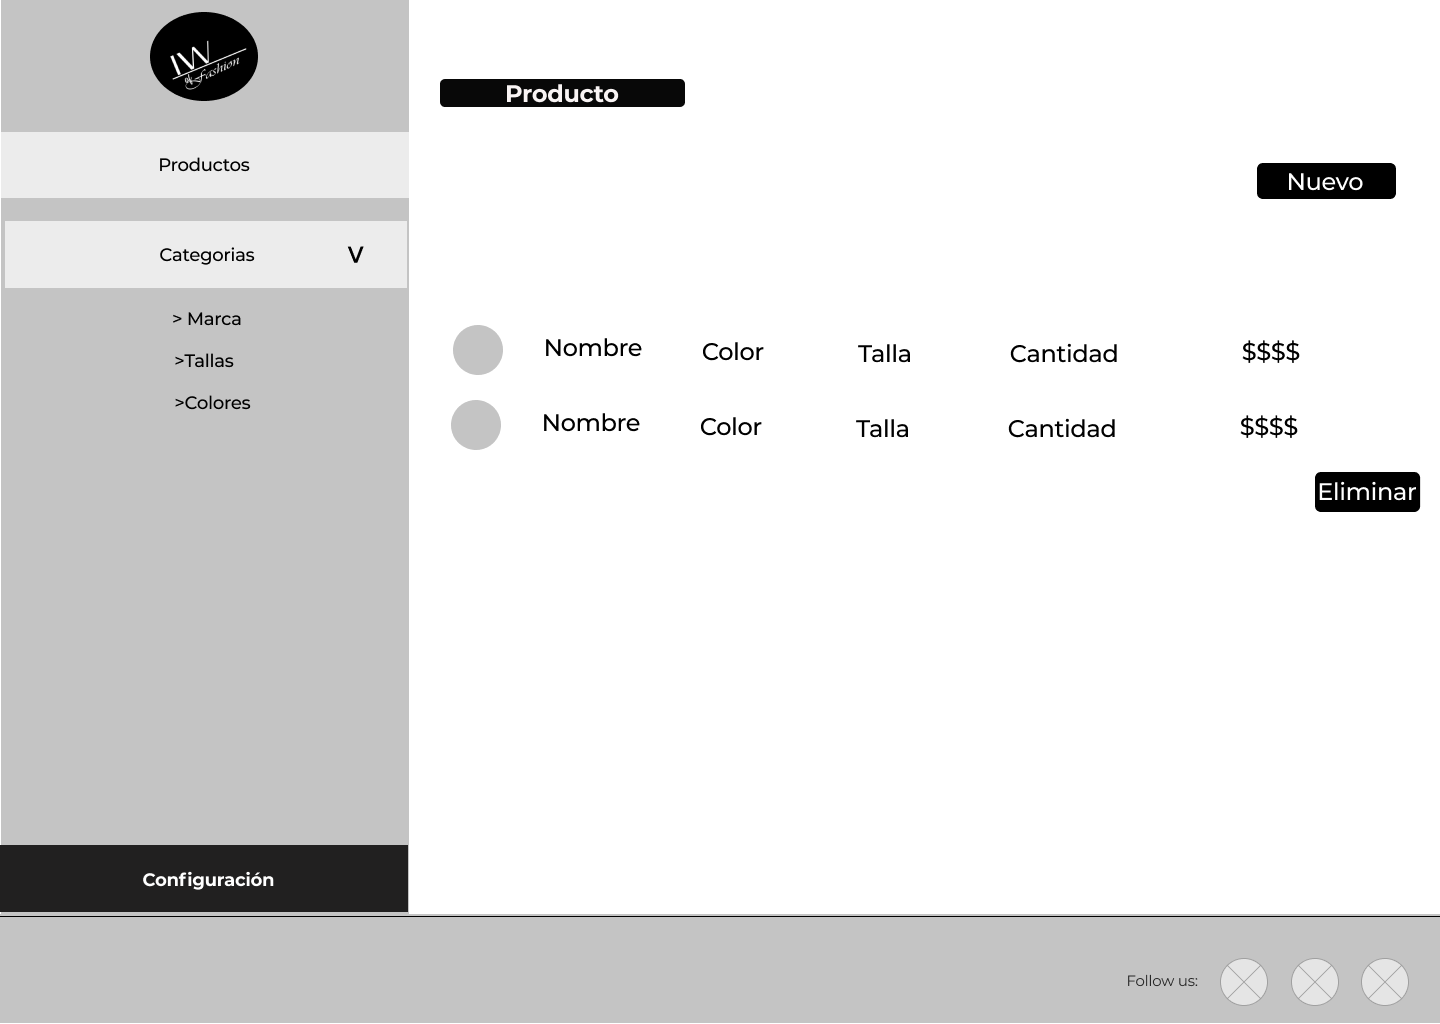 IW
of Fashion
Productos
Categorias V
> Marca
>Tallas
>Colores
Configuración
Producto
Nuevo
Nombre Color Talla Cantidad $$$$
Nombre Color Talla Cantidad $$$$
Eliminar
Follow us: